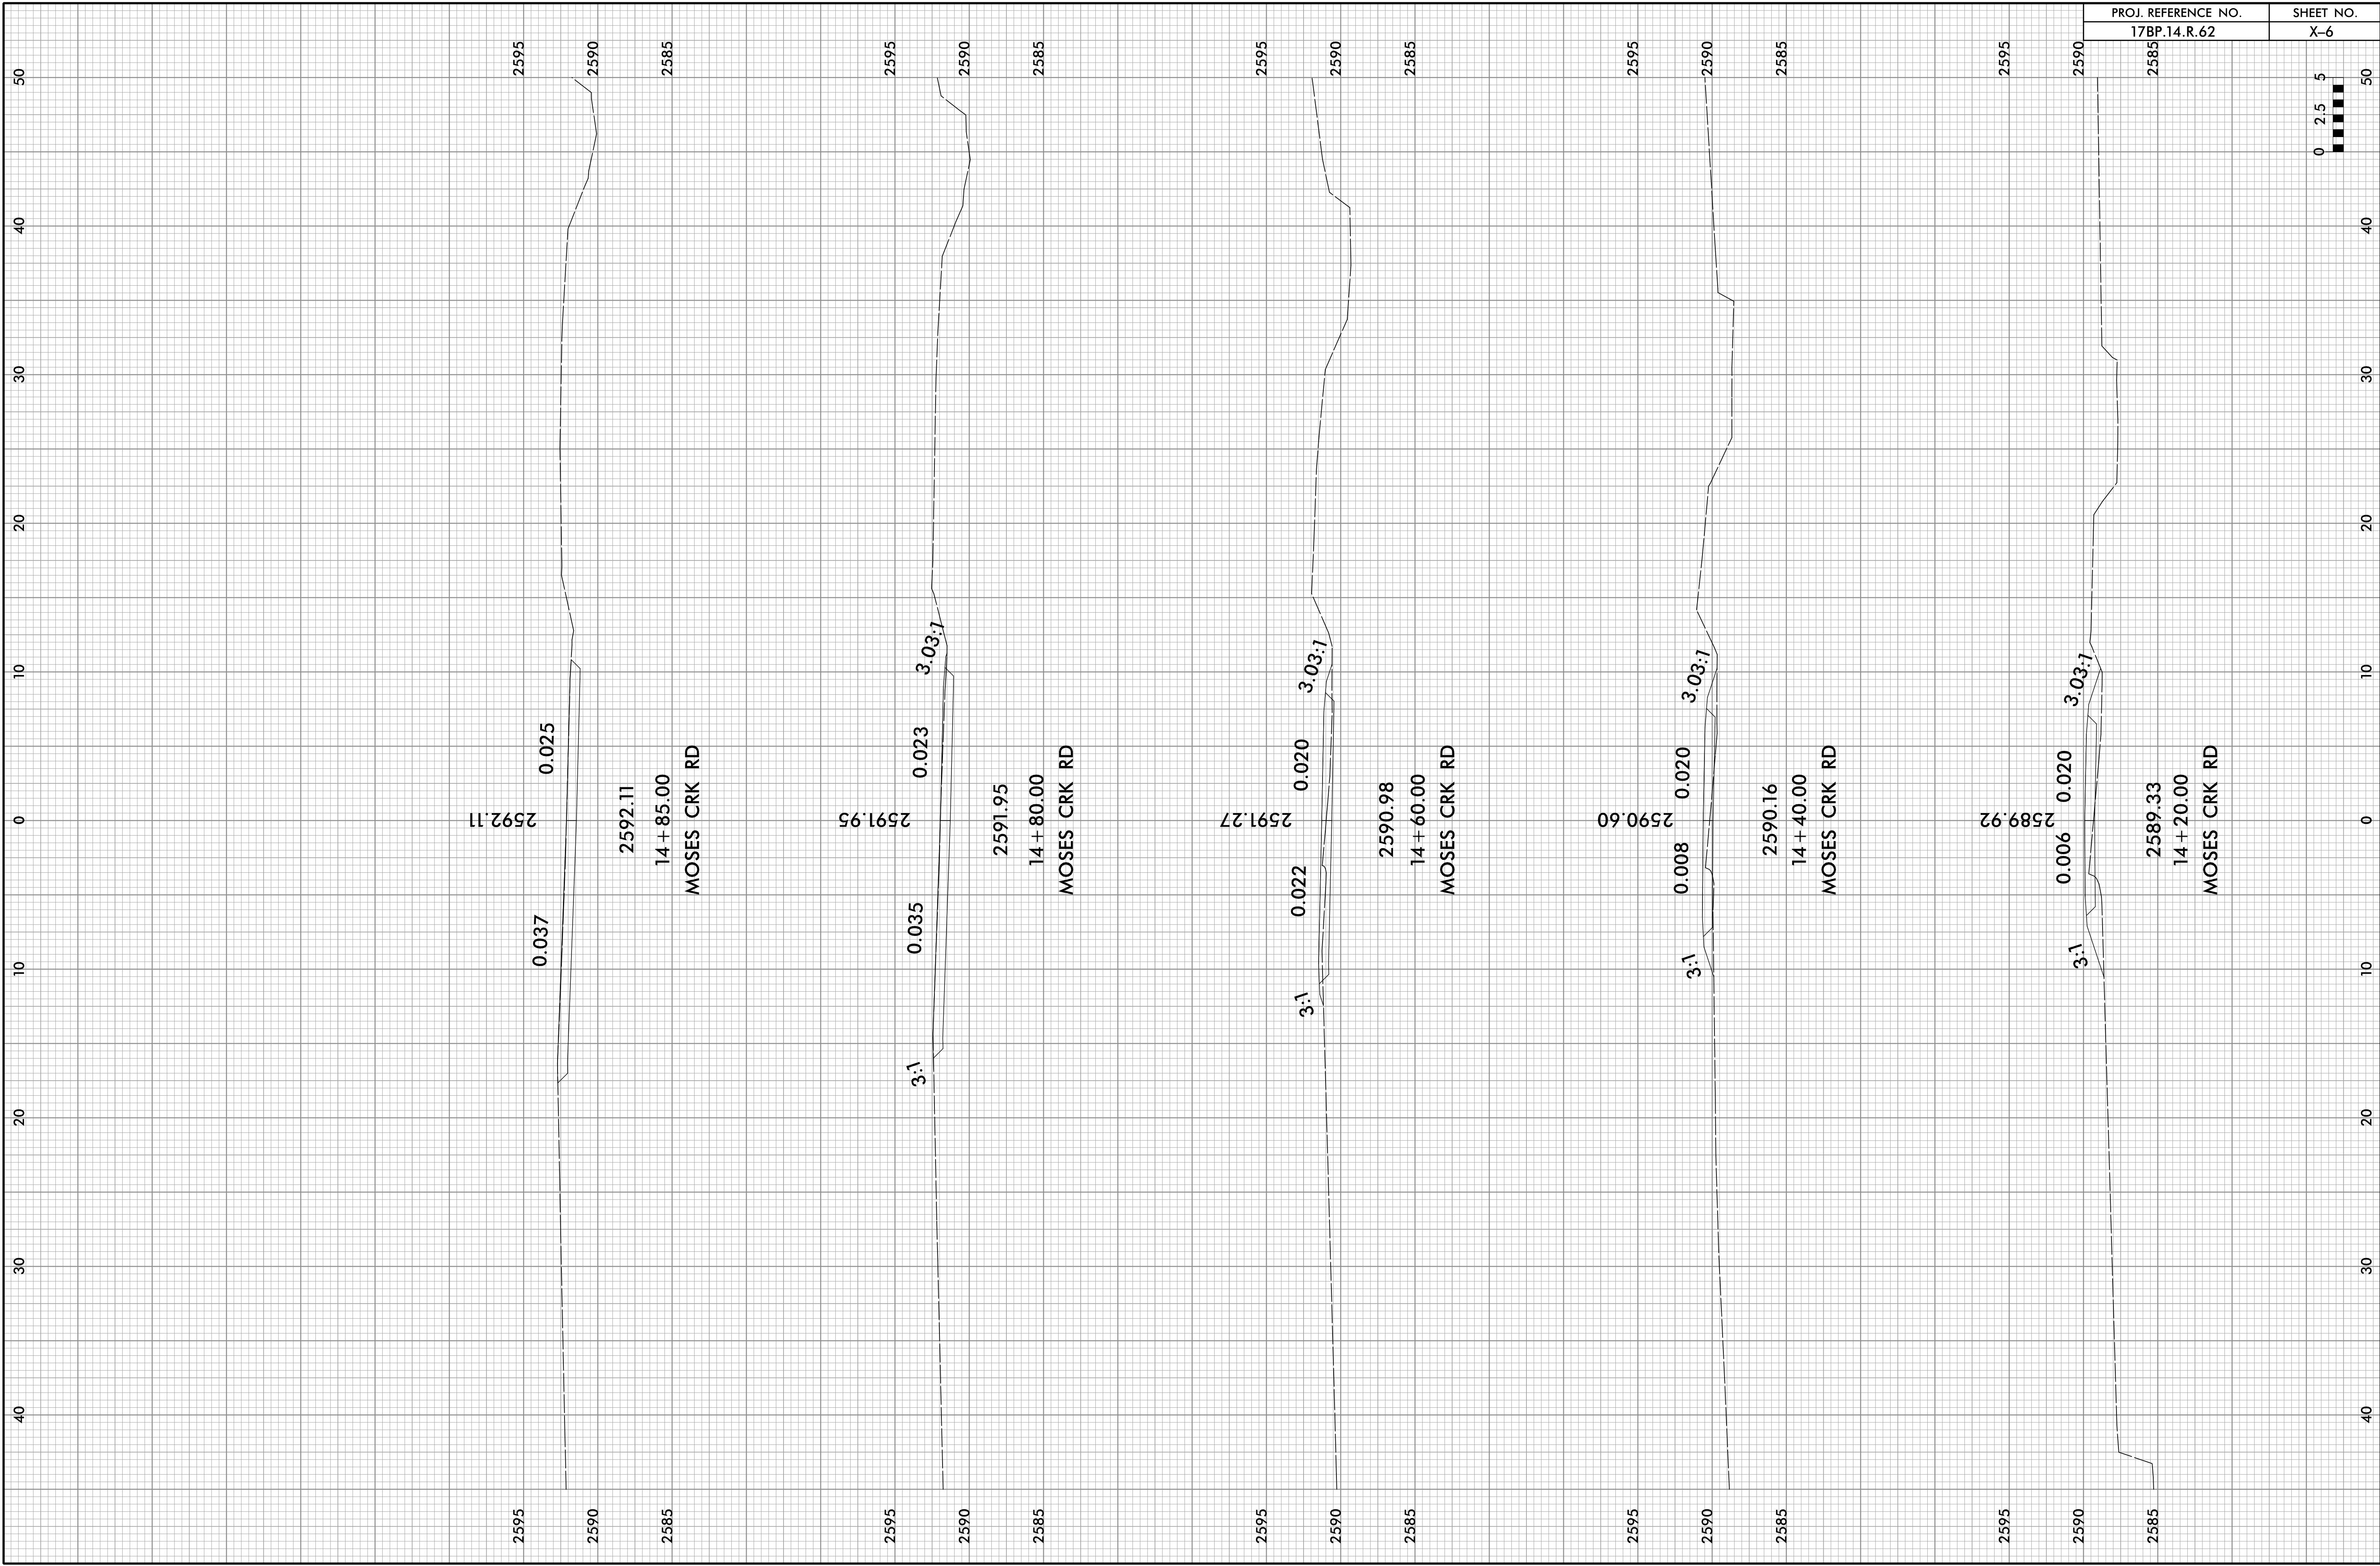 PROJ. REFERENCE NO. SHEET NO.
17BP.14.R.62 X-6
50 40 30 20 10 0 10 20 30 40
2595 2590 2585
2595 2590 2585
2595 2590 2585
2595 2590 2585
2595 2590 2585
0 2.5 5
2592.11
0.037 0.025
2592.11
14+85.00
MOSES CRK RD
2591.95
3:1 0.035 0.023 3.03:1
2591.95
14+80.00
MOSES CRK RD
2591.27
3:1 0.022 0.020 3.03:1
2590.98
14+60.00
MOSES CRK RD
2590.60
3:1 0.008 0.020 3.03:1
2590.16
14+40.00
MOSES CRK RD
2589.92
3:1 0.006 0.020 3.03:1
2589.33
14+20.00
MOSES CRK RD
2595 2590 2585
2595 2590 2585
2595 2590 2585
2595 2590 2585
2595 2590 2585
50 40 30 20 10 0 10 20 30 40